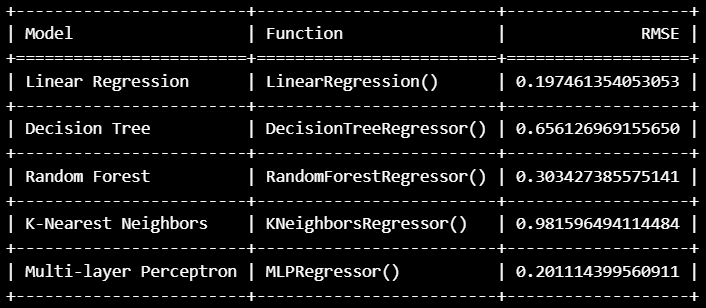 +-----------------------+-------------------------+-------------------+
| Model                 | Function                |              RMSE |
+=======================+=========================+===================+
| Linear Regression     | LinearRegression()      | 0.197461354053053 |
+-----------------------+-------------------------+-------------------+
| Decision Tree         | DecisionTreeRegressor() | 0.656126969155650 |
+-----------------------+-------------------------+-------------------+
| Random Forest         | RandomForestRegressor() | 0.303427385575141 |
+-----------------------+-------------------------+-------------------+
| K-Nearest Neighbors   | KNeighborsRegressor()   | 0.981596494114484 |
+-----------------------+-------------------------+-------------------+
| Multi-layer Perceptron | MLPRegressor()          | 0.201114399560911 |
+-----------------------+-------------------------+-------------------+